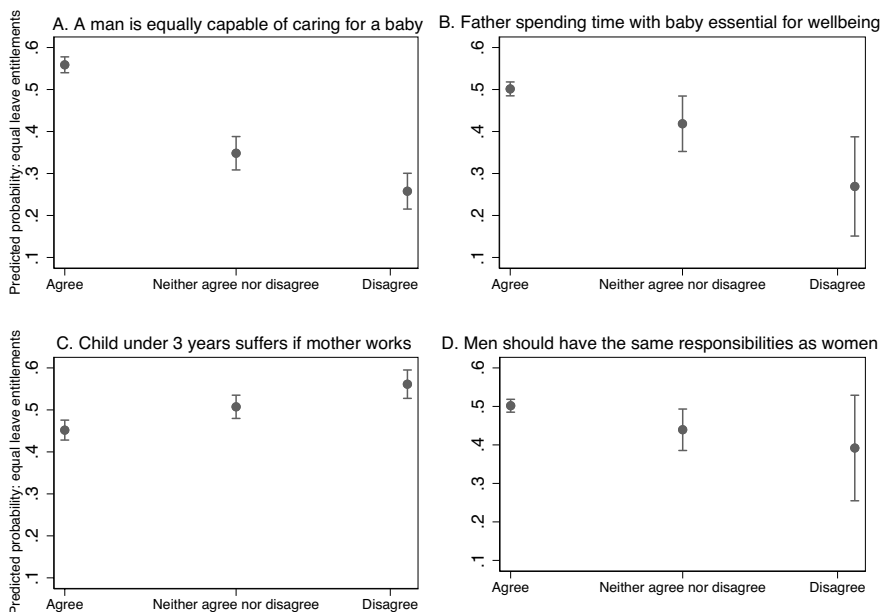 A. A man is equally capable of caring for a baby
Predicted probability: equal leave entitlements
.6
.5
.4
.3
.2
.1
Agree
Neither agree nor disagree
Disagree
B. Father spending time with baby essential for wellbeing
.6
.5
.4
.3
.2
.1
Agree
Neither agree nor disagree
Disagree
C. Child under 3 years suffers if mother works
Predicted probability: equal leave entitlements
.6
.5
.4
.3
.2
.1
Agree
Neither agree nor disagree
Disagree
D. Men should have the same responsibilities as women
.6
.5
.4
.3
.2
.1
Agree
Neither agree nor disagree
Disagree